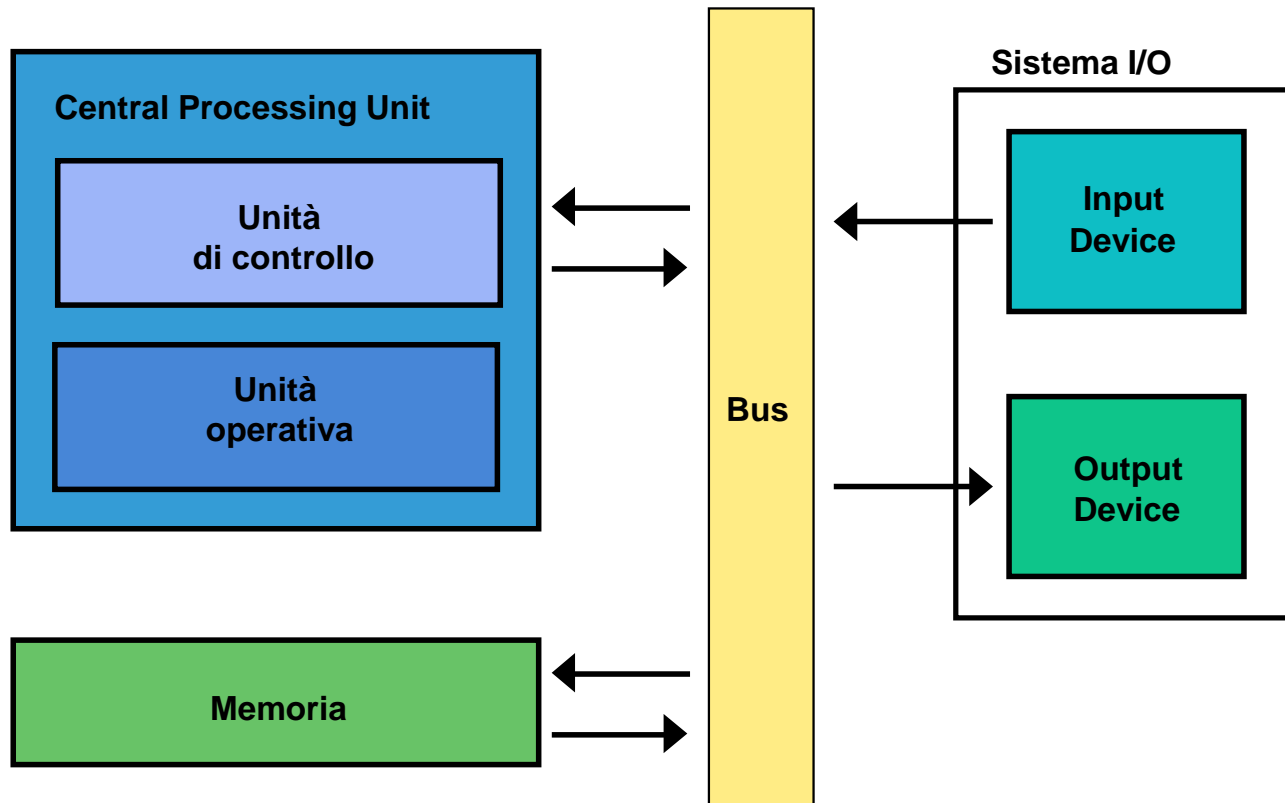 Central Processing Unit
Unità
di controllo
Unità
operativa
Memoria
Bus
Sistema I/O
Input
Device
Output
Device